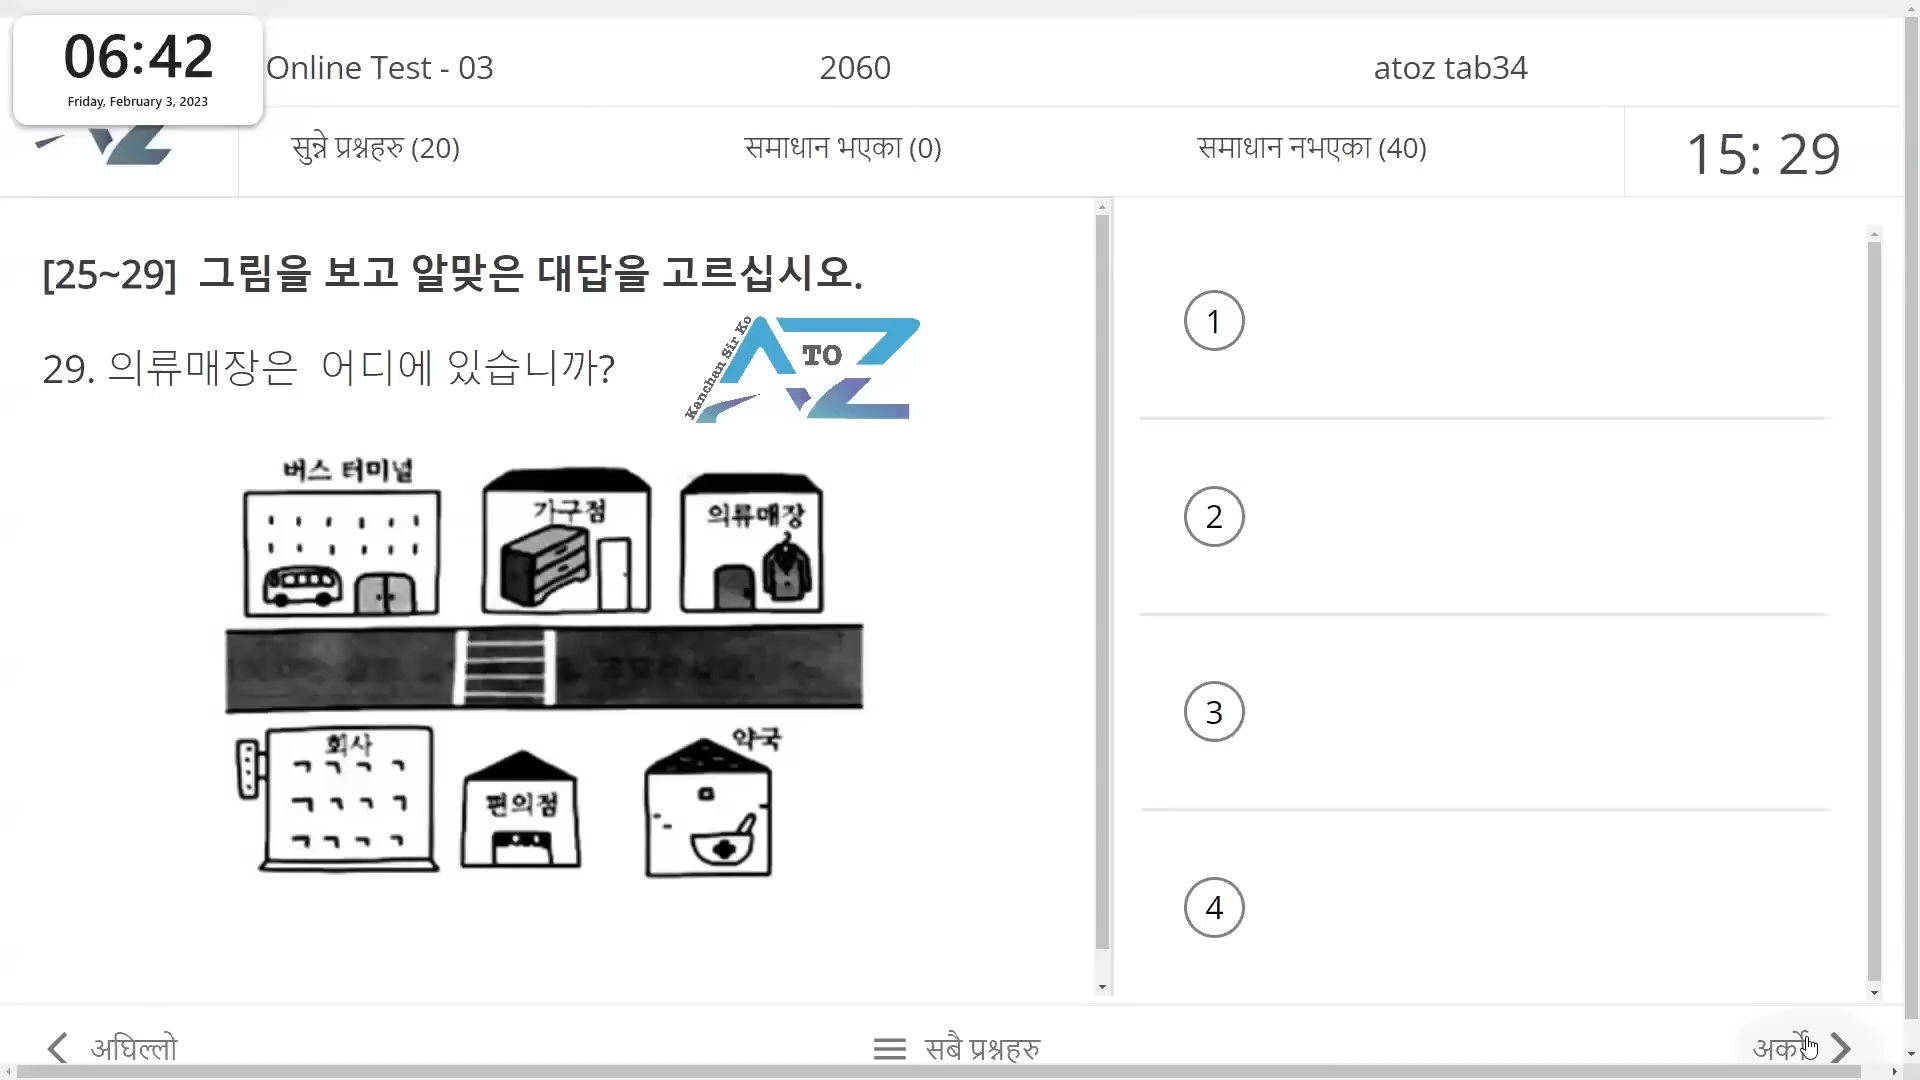 06:42
Friday, February 3, 2023
Online Test - 03
2060
atoz tab34
सुन्ने प्रश्नहरु (20)
समाधान भएका (0)
समाधान नभएका (40)
15: 29
[25~29] 그림을 보고 알맞은 대답을 고르십시오.
29. 의류매장은 어디에 있습니까?
Kanchan Sir Ko
A TO Z
버스 터미널
가구점
의류매장
회사
편의점
약국
1
2
3
4
अघिल्लो
सबै प्रश्नहरु
अर्को